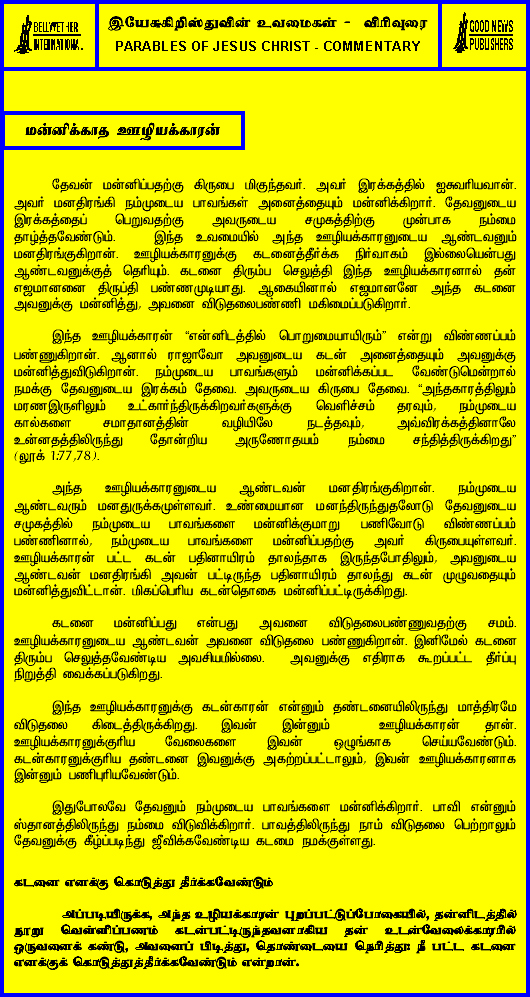 BELLWETHER
INTERNATIONAL
இயேசுகிறிஸ்துவின் உவமைகள் - விரிவுரை
PARABLES OF JESUS CHRIST - COMMENTARY
GOOD NEWS
PUBLISHERS
மன்னிக்காத ஊழியக்காரன்
தேவன் மன்னிப்பதற்கு கிருபை மிகுந்தவர். அவர் இரக்கத்தில் ஐசுவரியவான்.
அவர் மனதிரங்கி நம்முடைய பாவங்கள் அனைத்தையும் மன்னிக்கிறார். தேவனுடைய
இரக்கத்தைப் பெறுவதற்கு அவருடைய சமுகத்திற்கு முன்பாக நம்மை
தாழ்த்தவேண்டும். இந்த உவமையில் அந்த ஊழியக்காரனுடைய ஆண்டவனும்
மனதிரங்குகிறான். ஊழியக்காரனுக்கு கடனைத்தீர்க்க நிர்வாகம் இல்லையென்பது
ஆண்டவனுக்குத் தெரியும். கடனை திரும்ப செலுத்தி இந்த ஊழியக்காரனால் தன்
எஜமானனை திருப்தி பண்ணமுடியாது. ஆகையினால் எஜமானனே அந்த கடனை
அவனுக்கு மன்னித்து, அவனை விடுதலைபண்ணி மகிமைப்படுகிறார்.
இந்த ஊழியக்காரன் “என்னிடத்தில் பொறுமையாயிரும்” என்று விண்ணப்பம்
பண்ணுகிறான். ஆனால் ராஜாவோ அவனுடைய கடன் அனைத்தையும் அவனுக்கு
மன்னித்துவிடுகிறான். நம்முடைய பாவங்களும் மன்னிக்கப்பட வேண்டுமென்றால்
நமக்கு தேவனுடைய இரக்கம் தேவை. அவருடைய கிருபை தேவை. “அந்தகாரத்திலும்
மரணஇருளிலும் உட்கார்ந்திருக்கிறவர்களுக்கு வெளிச்சம் தரவும், நம்முடைய
கால்களை சமாதானத்தின் வழியிலே நடத்தவும், அவ்விரக்கத்தினாலே
உன்னதத்திலிருந்து தோன்றிய அருணோதயம் நம்மை சந்தித்திருக்கிறது”
(லூக் 1:77,78).
அந்த ஊழியக்காரனுடைய ஆண்டவன் மனதிரங்குகிறான். நம்முடைய
ஆண்டவரும் மனதுருக்கமுள்ளவர். உண்மையான மனந்திருந்துதலோடு தேவனுடைய
சமுகத்தில் நம்முடைய பாவங்களை மன்னிக்குமாறு பணிவோடு விண்ணப்பம்
பண்ணினால், நம்முடைய பாவங்களை மன்னிப்பதற்கு அவர் கிருபையுள்ளவர்.
ஊழியக்காரன் பட்ட கடன் பதினாயிரம் தாலந்தாக இருந்தபோதிலும், அவனுடைய
ஆண்டவன் மனதிரங்கி அவன் பட்டிருந்த பதினாயிரம் தாலந்து கடன் முழுவதையும்
மன்னித்துவிட்டான். மிகப்பெரிய கடன்தொகை மன்னிப்பட்டிருக்கிறது.
கடனை மன்னிப்பது என்பது அவனை விடுதலைபண்ணுவதற்கு சமம்.
ஊழியக்காரனுடைய ஆண்டவன் அவனை விடுதலை பண்ணுகிறான். இனிமேல் கடனை
திரும்ப செலுத்தவேண்டிய அவசியமில்லை. அவனுக்கு எதிராக கூறப்பட்ட தீர்ப்பு
நிறுத்தி வைக்கப்படுகிறது.
இந்த ஊழியக்காரனுக்கு கடன்காரன் என்னும் தண்டனையிலிருந்து மாத்திரமே
விடுதலை கிடைத்திருக்கிறது. இவன் இன்னும் ஊழியக்காரன் தான்.
ஊழியக்காரனுக்குரிய வேலைகளை இவன் ஒழுங்காக செய்யவேண்டும்.
கடன்காரனுக்குரிய தண்டனை இவனுக்கு அகற்றப்பட்டாலும், இவன் ஊழியக்காரனாக
இன்னும் பணிபுரியவேண்டும்.
இதுபோலவே தேவனும் நம்முடைய பாவங்களை மன்னிக்கிறார். பாவி என்னும்
ஸ்தானத்திலிருந்து நம்மை விடுவிக்கிறார். பாவத்திலிருந்து நாம் விடுதலை பெற்றாலும்
தேவனுக்கு கீழ்ப்படிந்து ஜீவிக்கவேண்டிய கடமை நமக்குள்ளது.
கடனை எனக்கு கொடுத்து தீர்க்கவேண்டும்
அப்படியிருக்க, அந்த உழியக்காரன் புறப்பட்டுப்போகையில், தன்னிடத்தில்
நூறு வெள்ளிப்பணம் கடன்பட்டிருந்தவனாகிய தன் உடன்வேலைக்காரரில்
ஒருவனைக் கண்டு, அவனைப் பிடித்து, தொண்டையை நெரித்து: நீ பட்ட கடனை
எனக்குக் கொடுத்துத்தீர்க்கவேண்டும் என்றான்.